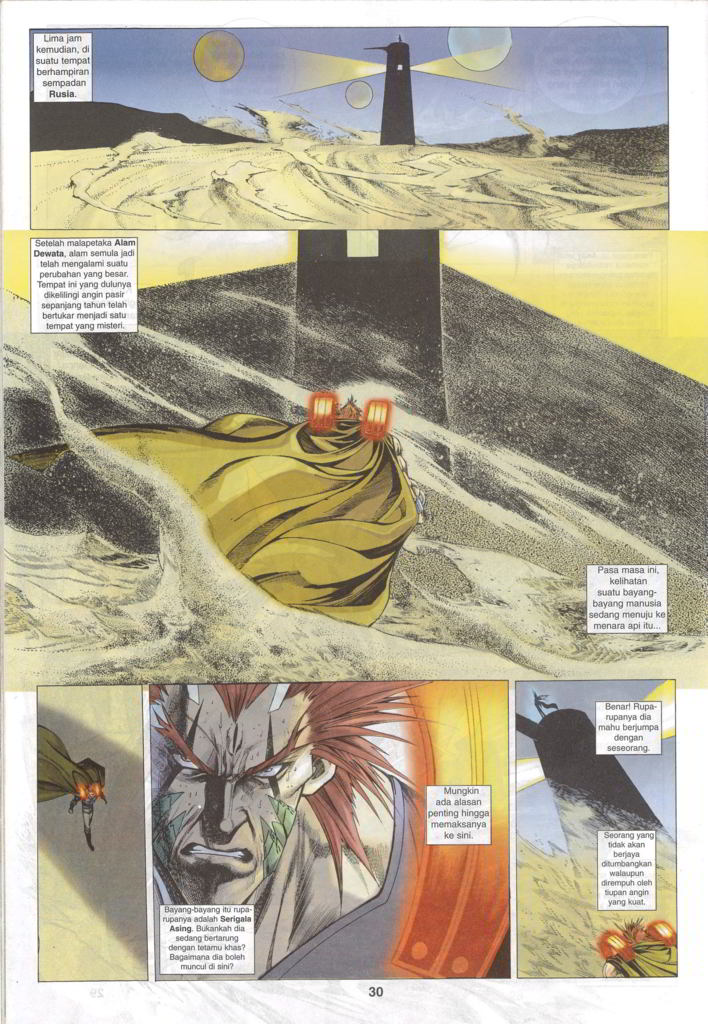 Lima jam
kemudian, di
suatu tempat
berhampiran
sempadan
Rusia.
Setelah malapetaka Alam
Dewata, alam semula jadi
telah mengalami suatu
perubahan yang besar.
Tempat ini yang dulunya
dikelilingi angin pasir
sepanjang tahun telah
bertukar menjadi satu
tempat yang misteri.
Pasa masa ini,
kelihatan
suatu bayang-
bayang manusia
sedang menuju ke
menara api itu...
Bayang-bayang itu rupa-
rupanya adalah Serigala
Asing. Bukankah dia
sedang bertarung
dengan tetamu khas?
Bagaimana dia boleh
muncul di sini?
Mungkin
ada alasan
penting hingga
memaksanya
ke sini.
Benar! Rupa-
rupanya dia
mahu berjumpa
dengan
seseorang.
Seorang yang
tidak akan
berjaya
ditumbangkan
walaupun
dirempuh oleh
tiupan angin
yang kuat.
30